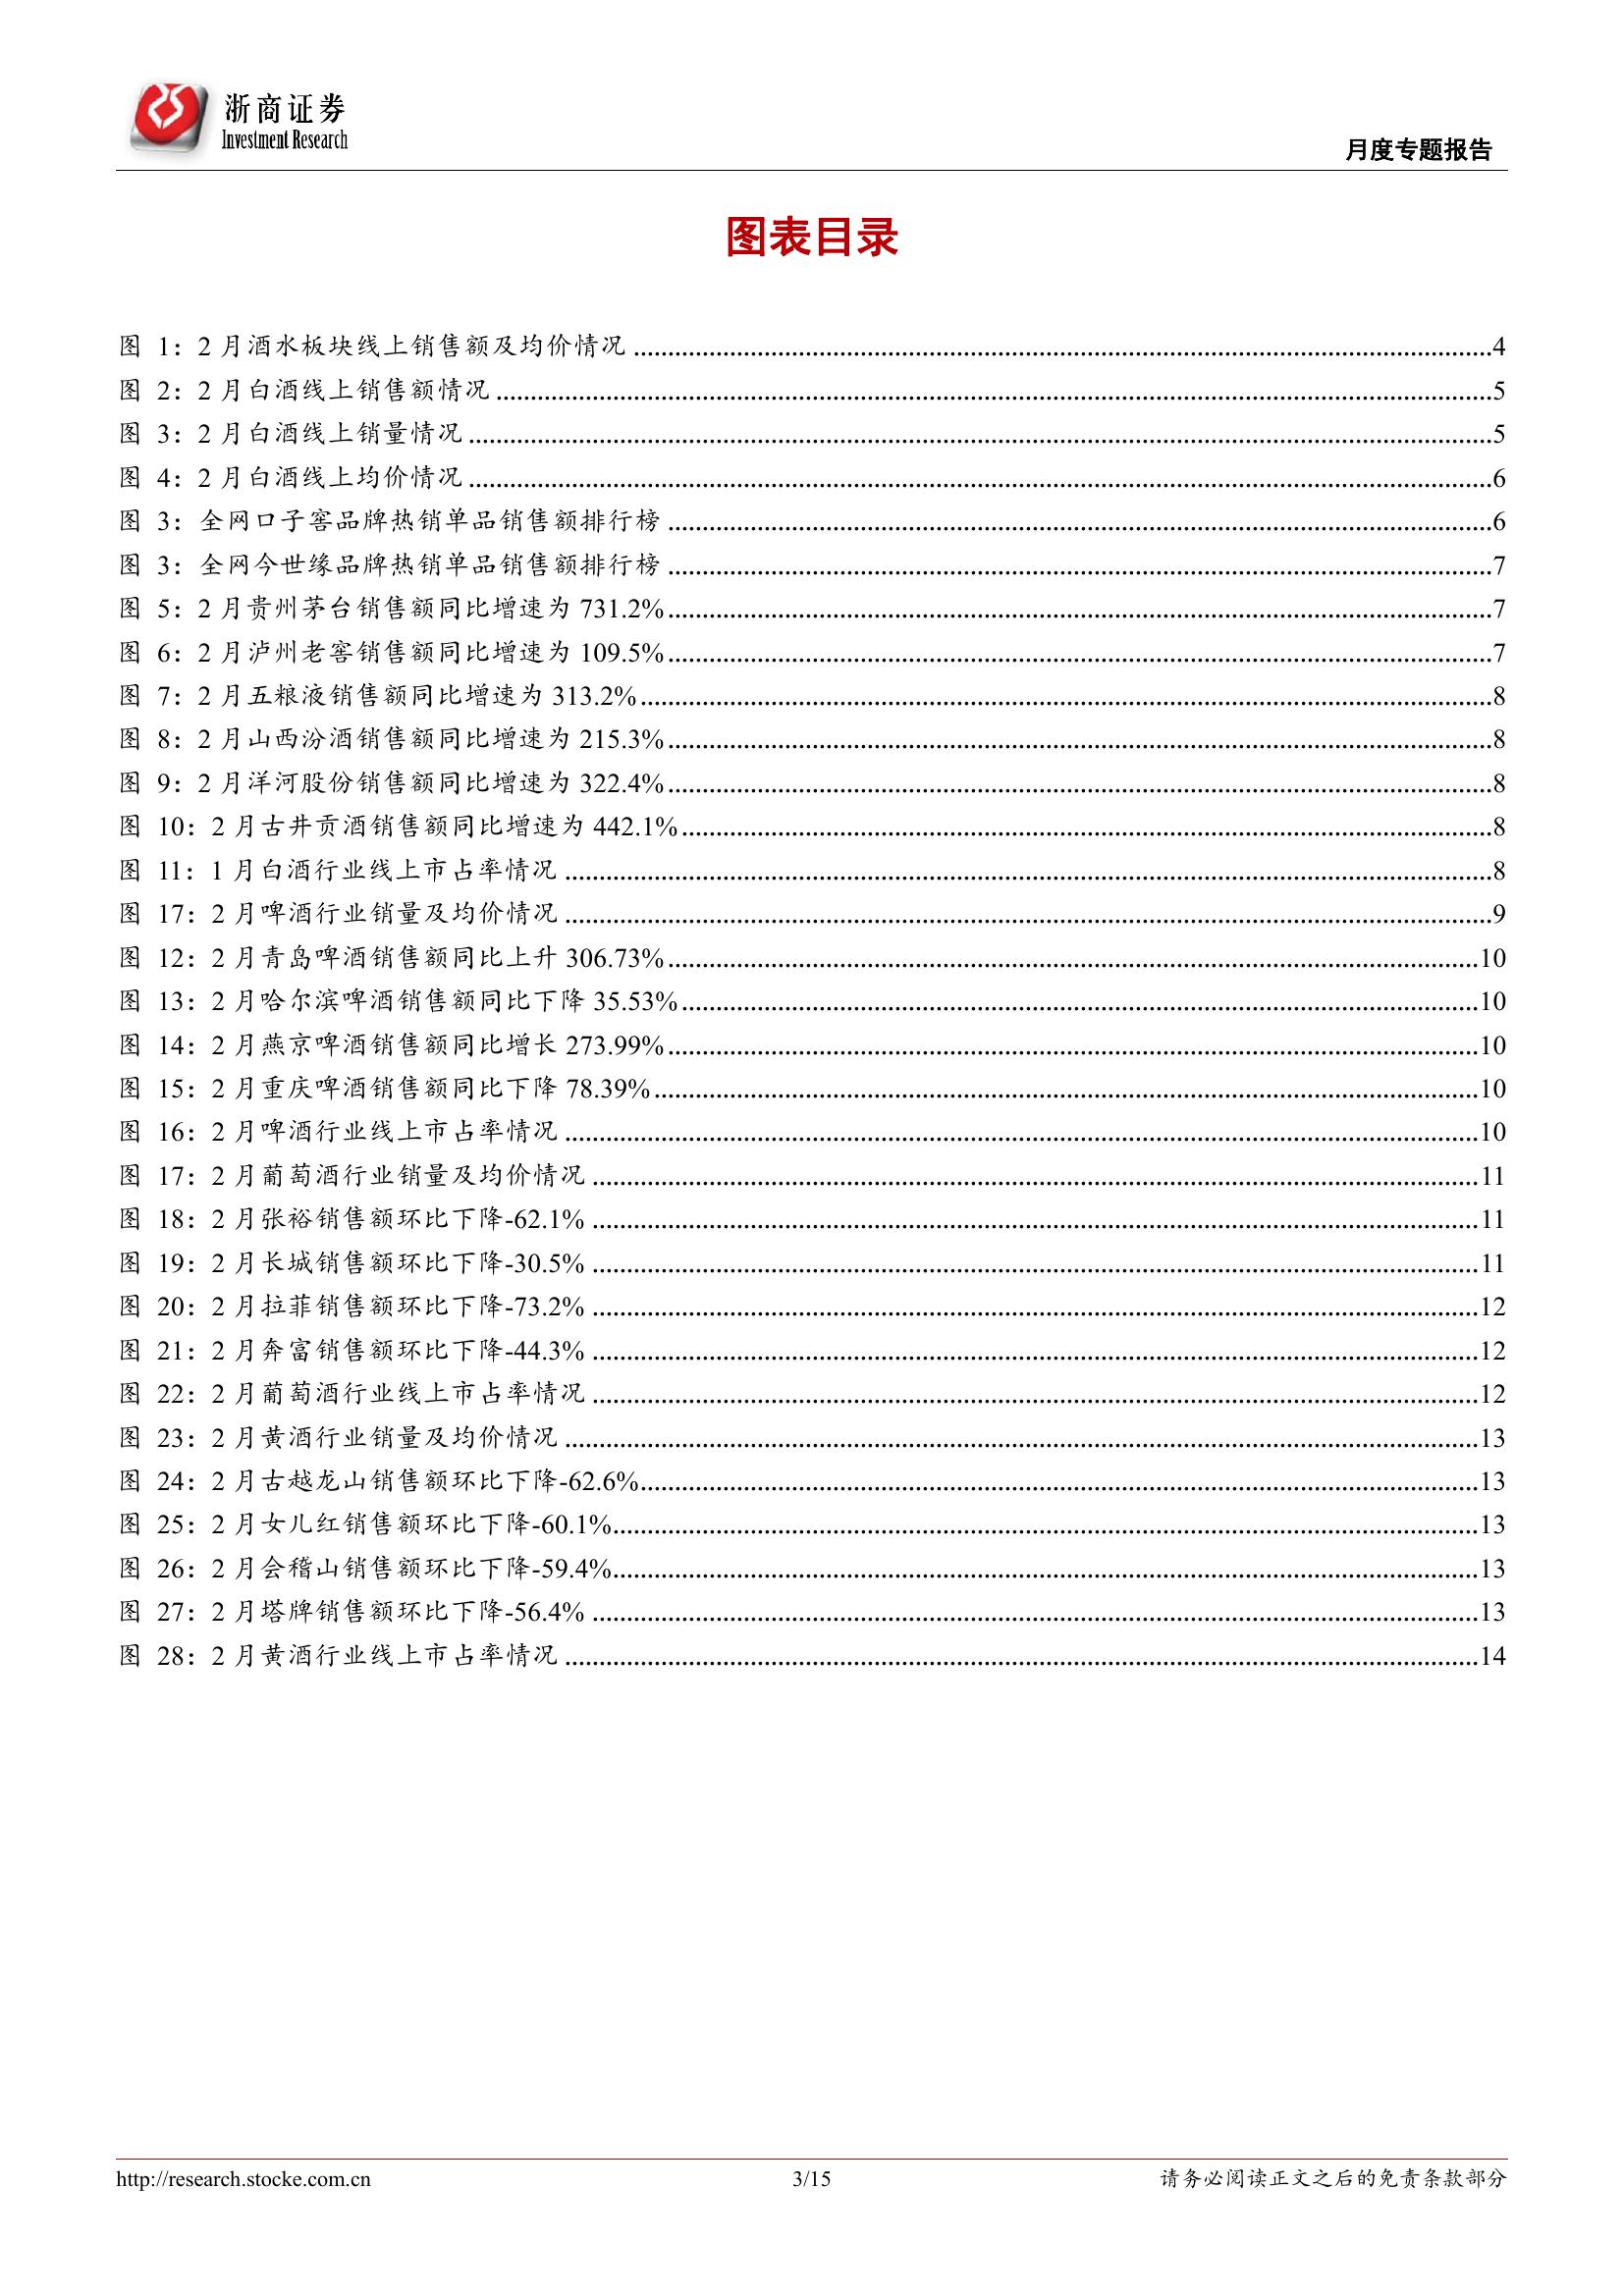 浙商证券
Investment Research
月度专题报告
图表目录
图 1：2 月酒水板块线上销售额及均价情况 ........ 4
图 2：2 月白酒线上销售额情况 ........ 5
图 3：2 月白酒线上销量情况 ........ 5
图 4：2 月白酒线上均价情况 ........ 6
图 3：全网口子窖品牌热销单品销售额排行榜 ........ 6
图 3：全网今世缘品牌热销单品销售额排行榜 ........ 7
图 5：2 月贵州茅台销售额同比增速为 731.2% ........ 7
图 6：2 月泸州老窖销售额同比增速为 109.5% ........ 7
图 7：2 月五粮液销售额同比增速为 313.2% ........ 8
图 8：2 月山西汾酒销售额同比增速为 215.3% ........ 8
图 9：2 月洋河股份销售额同比增速为 322.4% ........ 8
图 10：2 月古井贡酒销售额同比增速为 442.1% ........ 8
图 11：1 月白酒行业线上市占率情况 ........ 8
图 17：2 月啤酒行业销量及均价情况 ........ 9
图 12：2 月青岛啤酒销售额同比上升 306.73% ........ 10
图 13：2 月哈尔滨啤酒销售额同比下降 35.53% ........ 10
图 14：2 月燕京啤酒销售额同比增长 273.99% ........ 10
图 15：2 月重庆啤酒销售额同比下降 78.39% ........ 10
图 16：2 月啤酒行业线上市占率情况 ........ 10
图 17：2 月葡萄酒行业销量及均价情况 ........ 11
图 18：2 月张裕销售额环比下降-62.1% ........ 11
图 19：2 月长城销售额环比下降-30.5% ........ 11
图 20：2 月拉菲销售额环比下降-73.2% ........ 12
图 21：2 月奔富销售额环比下降-44.3% ........ 12
图 22：2 月葡萄酒行业线上市占率情况 ........ 12
图 23：2 月黄酒行业销量及均价情况 ........ 13
图 24：2 月古越龙山销售额环比下降-62.6% ........ 13
图 25：2 月女儿红销售额环比下降-60.1% ........ 13
图 26：2 月会稽山销售额环比下降-59.4% ........ 13
图 27：2 月塔牌销售额环比下降-56.4% ........ 13
图 28：2 月黄酒行业线上市占率情况 ........ 14
http://research.stocke.com.cn
3/15
请务必阅读正文之后的免责条款部分